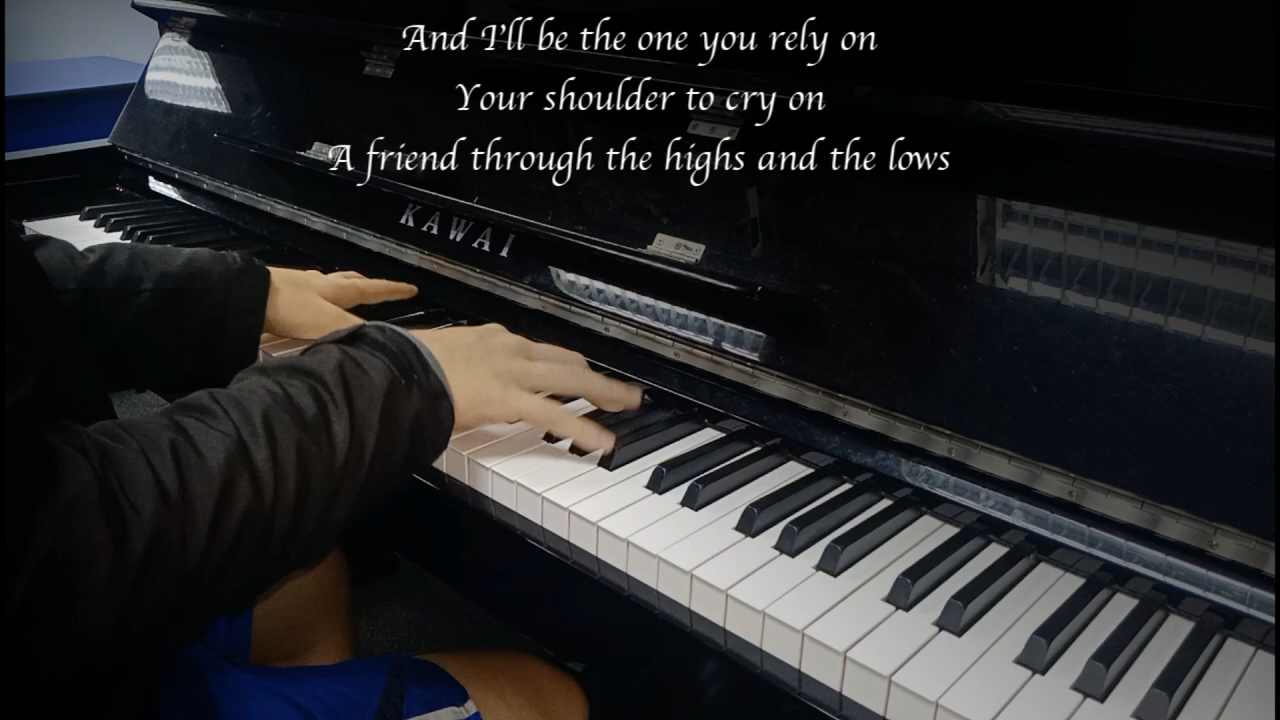 And I'll be the one you rely on
Your shoulder to cry on
A friend through the highs and the lows
KAWAI